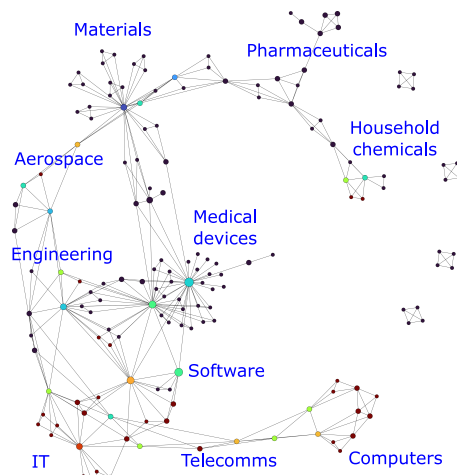 Materials
Pharmaceuticals
Household
chemicals
Aerospace
Medical
devices
Engineering
Software
IT
Telecomms
Computers